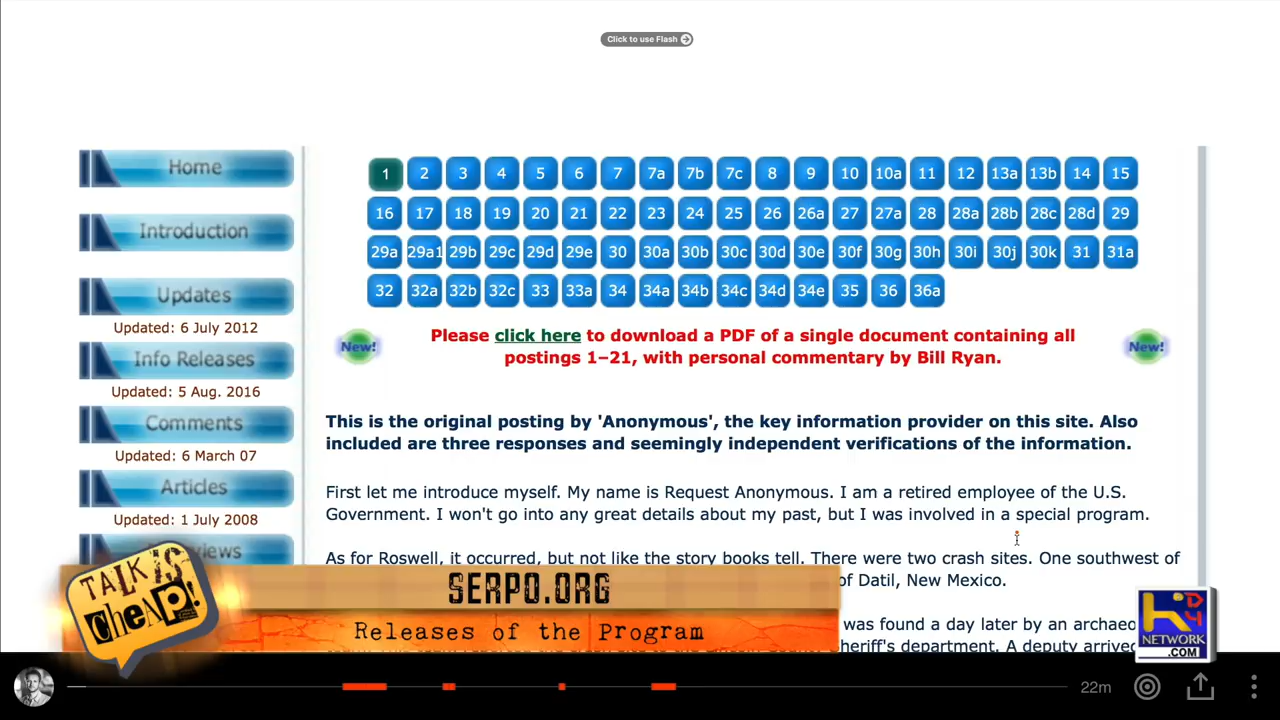 Click to use Flash
Home
Introduction
Updates
Updated: 6 July 2012
Info Releases
Updated: 5 Aug. 2016
Comments
Updated: 6 March 07
Articles
Updated: 1 July 2008
1 2 3 4 5 6 7 7a 7b 7c 8 9 10 10a 11 12 13a 13b 14 15
16 17 18 19 20 21 22 23 24 25 26 26a 27 27a 28 28a 28b 28c 28d 29
29a 29a1 29b 29c 29d 29e 30 30a 30b 30c 30d 30e 30f 30g 30h 30i 30j 30k 31 31a
32 32a 32b 32c 33 33a 34 34a 34b 34c 34d 34e 35 36 36a
New!
Please click here to download a PDF of a single document containing all
postings 1–21, with personal commentary by Bill Ryan.
New!
This is the original posting by 'Anonymous', the key information provider on this site. Also
included are three responses and seemingly independent verifications of the information.
First let me introduce myself. My name is Request Anonymous. I am a retired employee of the U.S.
Government. I won't go into any great details about my past, but I was involved in a special program.
As for Roswell, it occurred, but not like the story books tell. There were two crash sites. One southwest of
of Datil, New Mexico.
was found a day later by an archaeo
sheriff's department. A deputy arrived
TALK IS
CHEAP!
SERPO.ORG
Releases of the Program
HD
NETWORK
.COM
22m